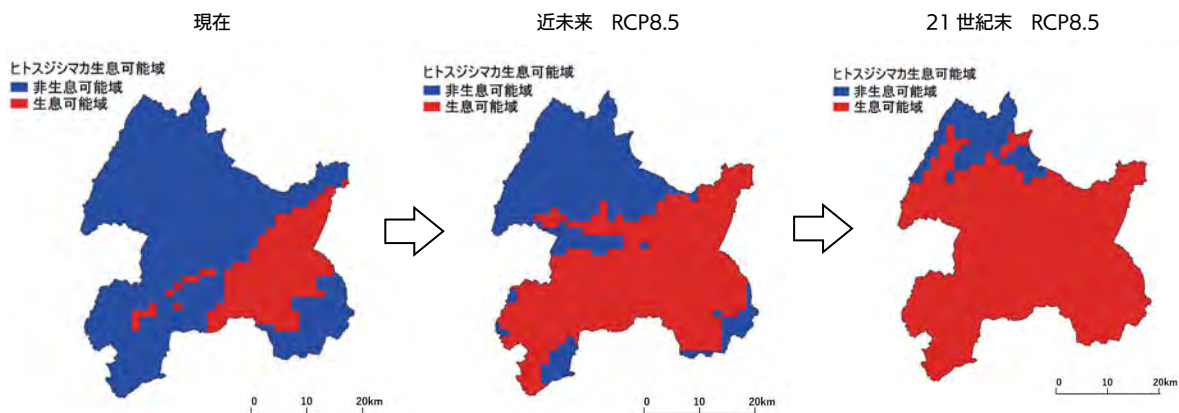 現在
ヒトスジシマカ生息可能域
非生息可能域
生息可能域
0 10 20km
近未来 RCP8.5
ヒトスジシマカ生息可能域
非生息可能域
生息可能域
0 10 20km
21 世紀末 RCP8.5
ヒトスジシマカ生息可能域
非生息可能域
生息可能域
0 10 20km